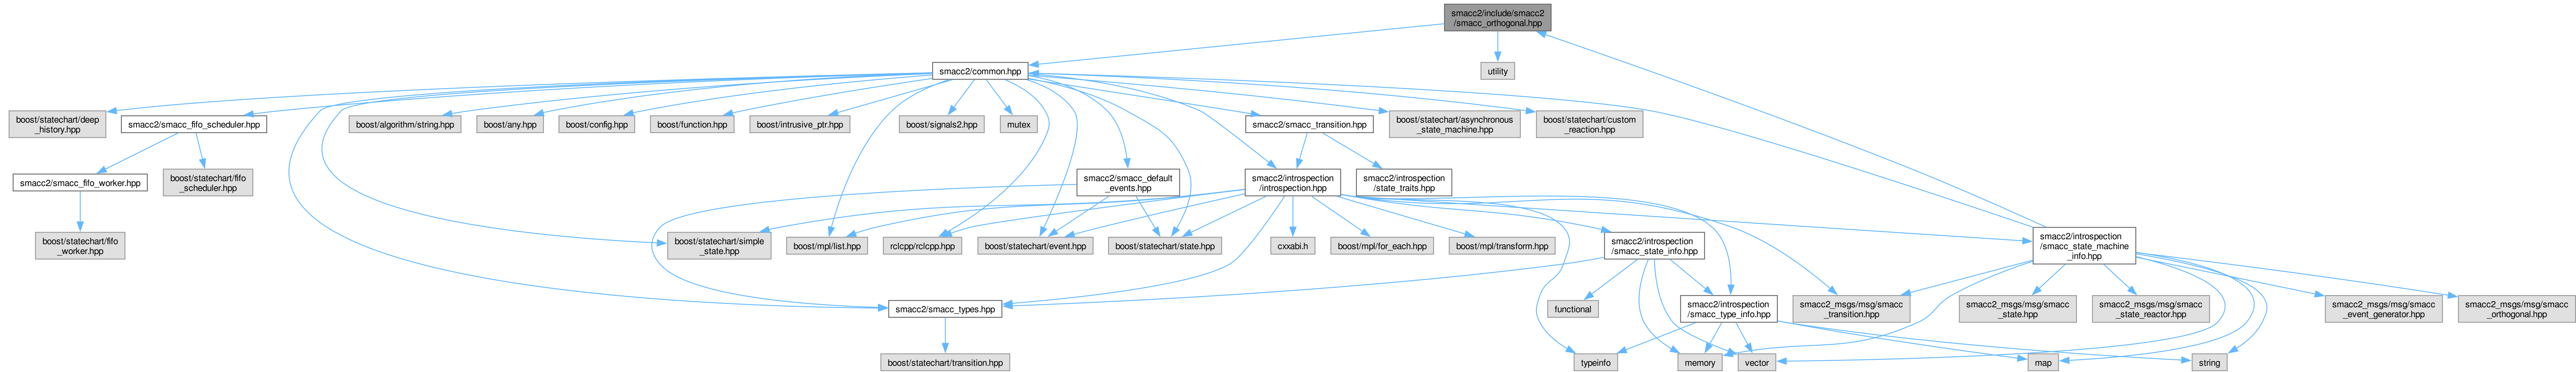 smacc2/include/smacc2
/smacc_orthogonal.hpp
smacc2/common.hpp
utility
boost/statechart/deep
_history.hpp
smacc2/smacc_fifo_scheduler.hpp
boost/algorithm/string.hpp
boost/any.hpp
boost/config.hpp
boost/function.hpp
boost/intrusive_ptr.hpp
boost/signals2.hpp
mutex
smacc2/smacc_transition.hpp
boost/statechart/asynchronous
_state_machine.hpp
boost/statechart/custom
_reaction.hpp
smacc2/smacc_fifo_worker.hpp
boost/statechart/fifo
_scheduler.hpp
smacc2/smacc_default
_events.hpp
smacc2/introspection
/introspection.hpp
smacc2/introspection
/state_traits.hpp
boost/statechart/fifo
_worker.hpp
boost/statechart/simple
_state.hpp
boost/mpl/list.hpp
rclcpp/rclcpp.hpp
boost/statechart/event.hpp
boost/statechart/state.hpp
cxxabi.h
boost/mpl/for_each.hpp
boost/mpl/transform.hpp
smacc2/introspection
/smacc_state_info.hpp
smacc2/introspection
/smacc_state_machine
_info.hpp
smacc2/smacc_types.hpp
functional
smacc2/introspection
/smacc_type_info.hpp
smacc2_msgs/msg/smacc
_transition.hpp
smacc2_msgs/msg/smacc
_state.hpp
smacc2_msgs/msg/smacc
_state_reactor.hpp
smacc2_msgs/msg/smacc
_event_generator.hpp
smacc2_msgs/msg/smacc
_orthogonal.hpp
boost/statechart/transition.hpp
typeinfo
memory
vector
map
string